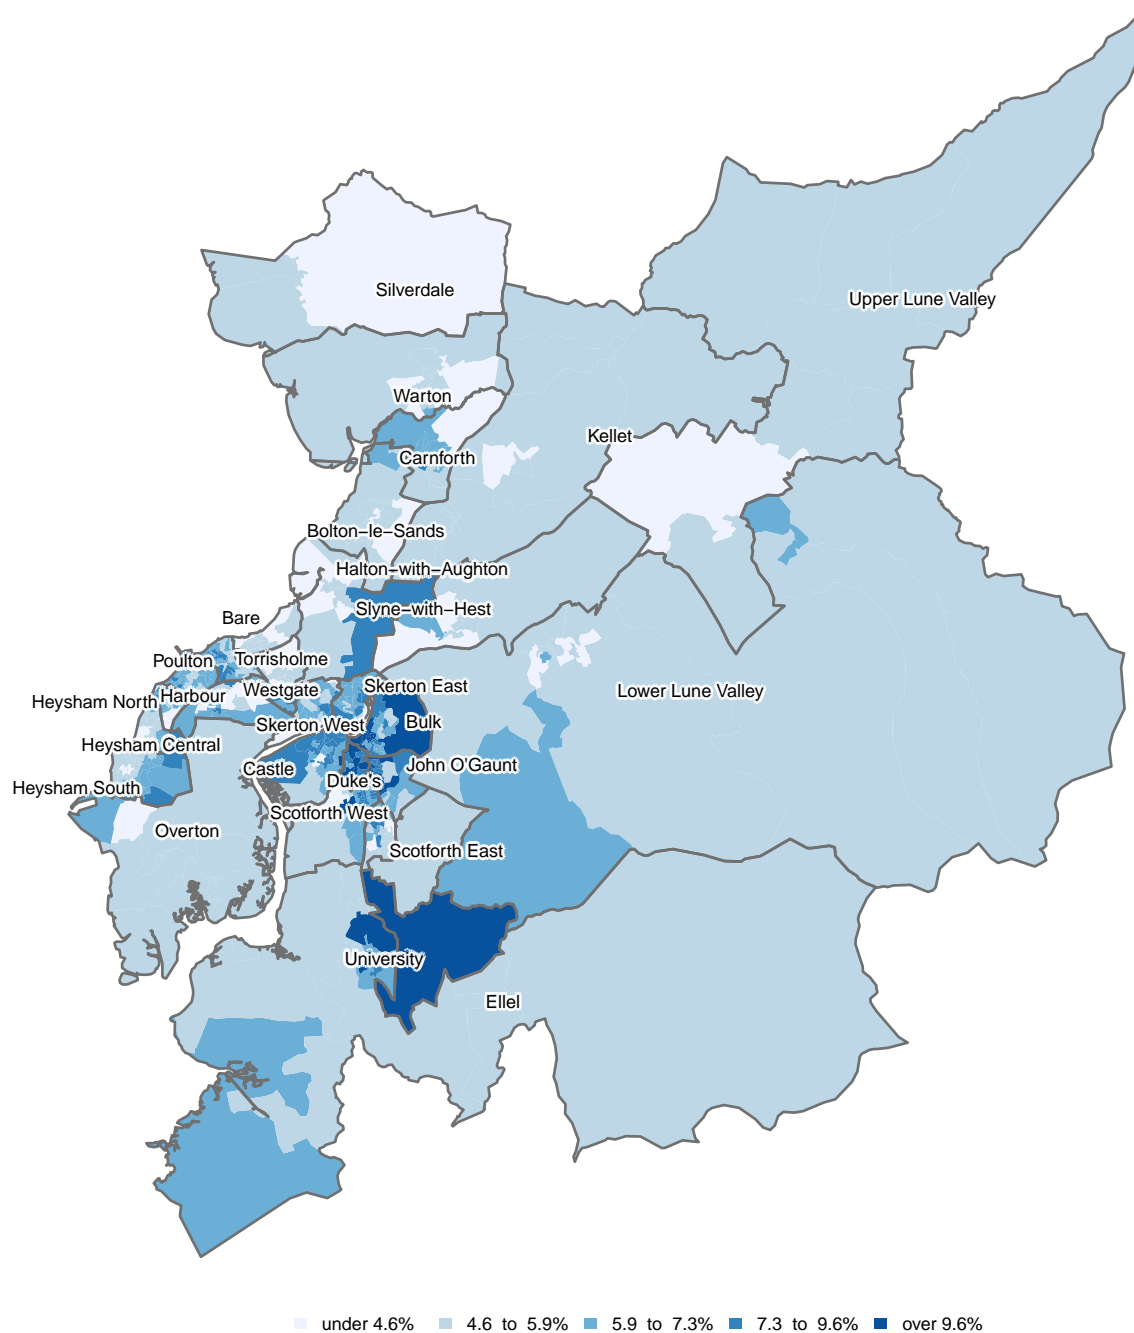 Silverdale
Upper Lune Valley
Warton
Kellet
Carnforth
Bolton−le−Sands
Halton−with−Aughton
Slyne−with−Hest
Bare
Poulton
Torrisholme
Skerton East
Westgate
Lower Lune Valley
Harbour
Heysham North
Bulk
Skerton West
Heysham Central
John O'Gaunt
Castle
Duke's
Heysham South
Scotforth West
Overton
Scotforth East
University
Ellel
under 4.6% 4.6 to 5.9% 5.9 to 7.3% 7.3 to 9.6% over 9.6%